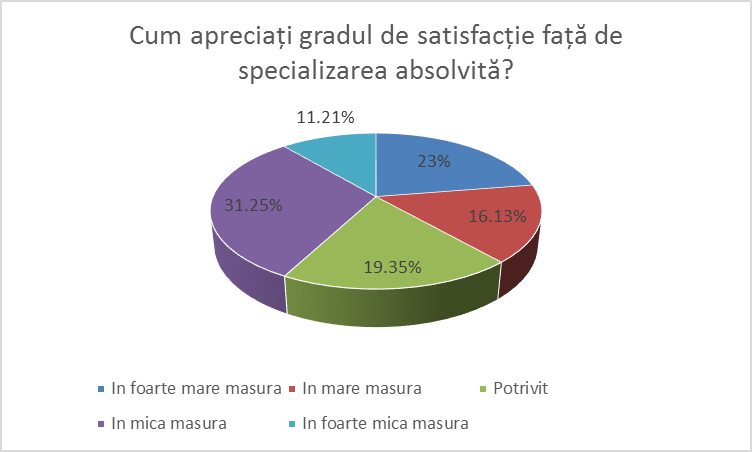 Cum apreciați gradul de satisfacție față de
specializarea absolvită?
11.21%
23%
31.25%
16.13%
19.35%
In foarte mare masura
In mare masura
Potrivit
In mica masura
In foarte mica masura